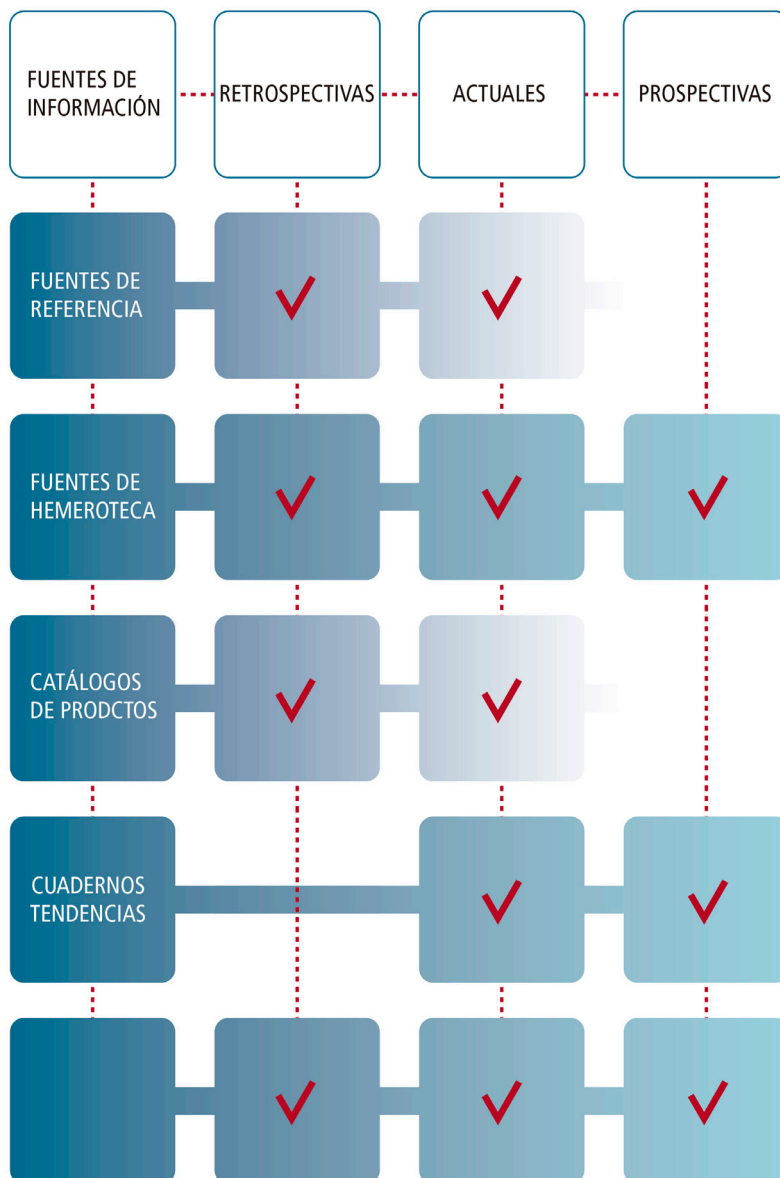 FUENTES DE
INFORMACIÓN
RETROSPECTIVAS
ACTUALES
PROSPECTIVAS
FUENTES DE
REFERENCIA
FUENTES DE
HEMEROTECA
CATÁLOGOS
DE PRODCTOS
CUADERNOS
TENDENCIAS